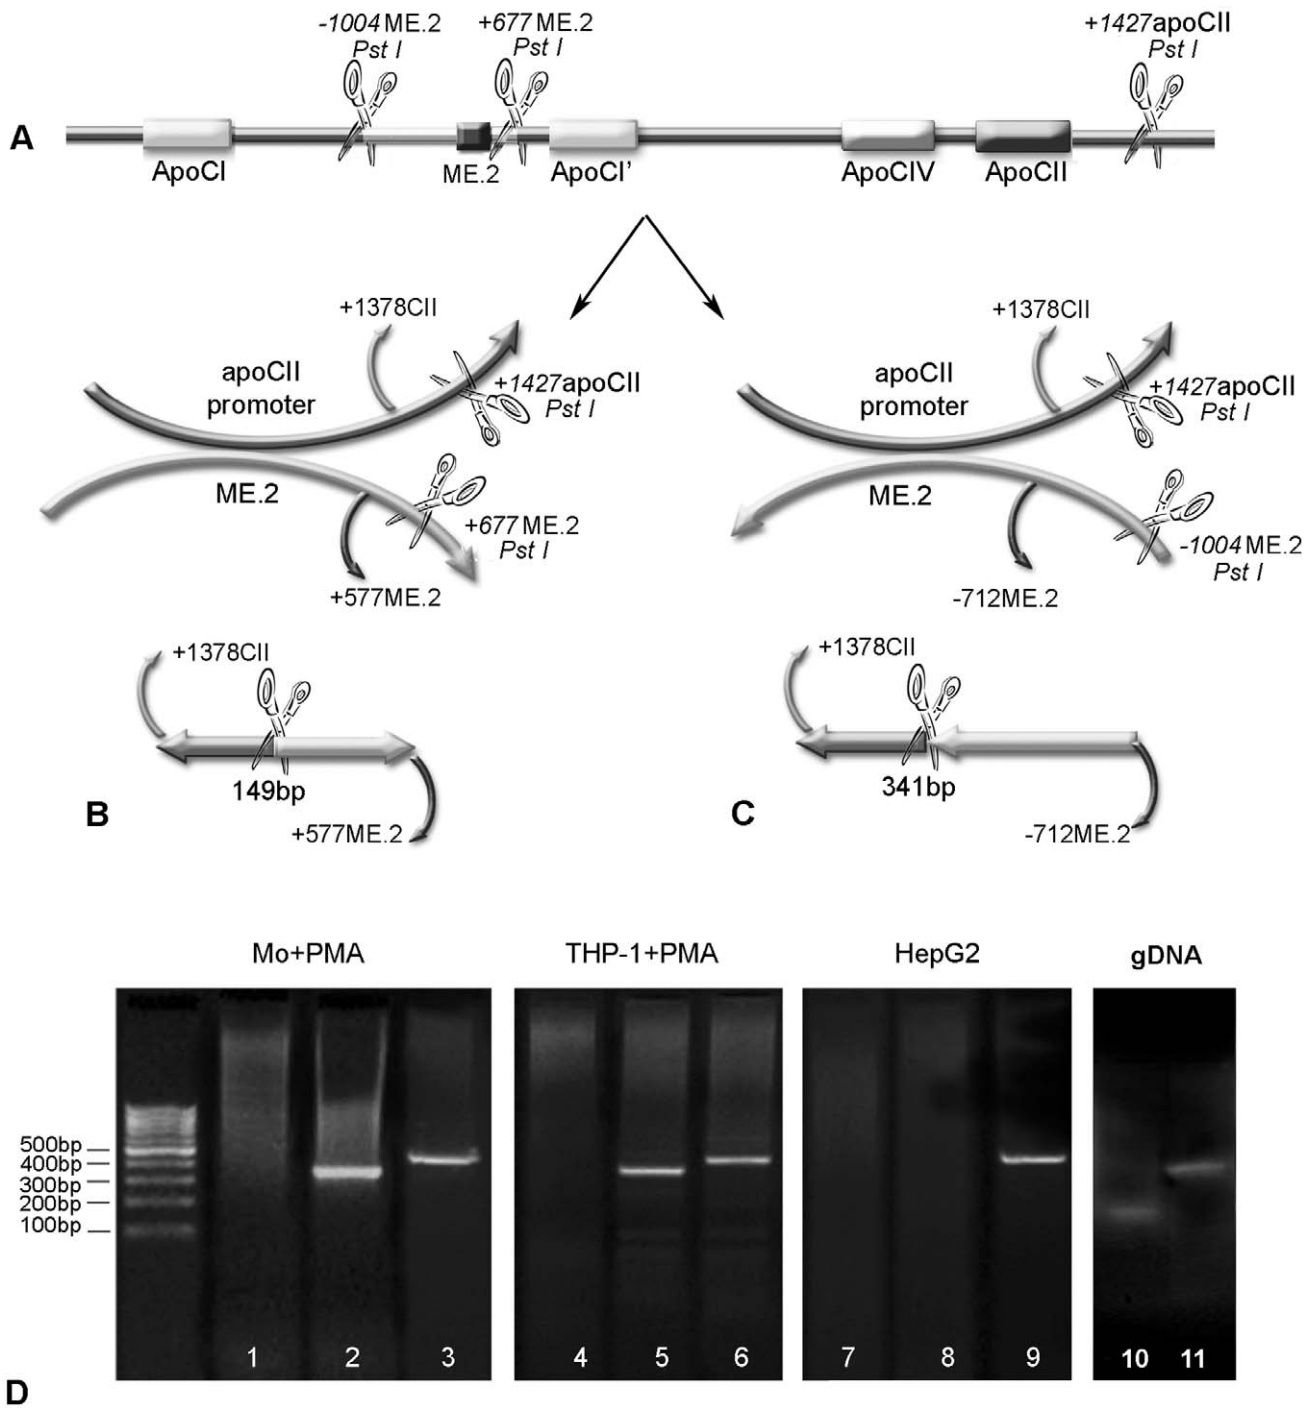 -1004 ME.2
Pst I
+677 ME.2
Pst I
+1427apoCII
Pst I
A
ApoCI
ME.2
ApoCI'
ApoCIV
ApoCII
+1378CII
apoCII
promoter
+1427apoCII
Pst I
ME.2
+677 ME.2
Pst I
+577ME.2
+1378CII
apoCII
promoter
+1427apoCII
Pst I
ME.2
-1004 ME.2
Pst I
-712ME.2
+1378CII
149bp
B
+577ME.2
+1378CII
341bp
C
-712ME.2
Mo+PMA
THP-1+PMA
HepG2
gDNA
500bp
400bp
300bp
200bp
100bp
1 2 3 4 5 6 7 8 9 10 11
D